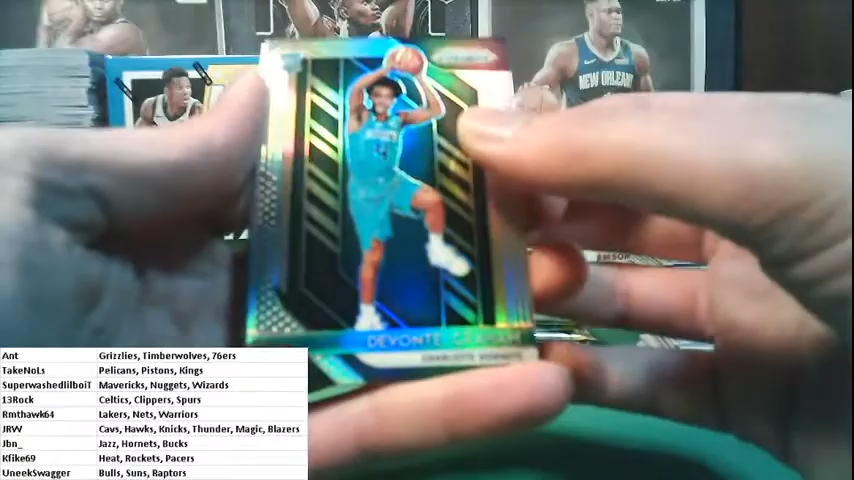 NEW ORLEANS
PRIZM
4
DEVONTE GRAHAM
CHARLOTTE HORNETS
Ant Grizzlies, Timberwolves, 76ers
TakeNoLs Pelicans, Pistons, Kings
SuperwashedlilboiT Mavericks, Nuggets, Wizards
13Rock Celtics, Clippers, Spurs
Rmthawk64 Lakers, Nets, Warriors
JRW Cavs, Hawks, Knicks, Thunder, Magic, Blazers
Jbn_ Jazz, Hornets, Bucks
Kfike69 Heat, Rockets, Pacers
UneekSwagger Bulls, Suns, Raptors